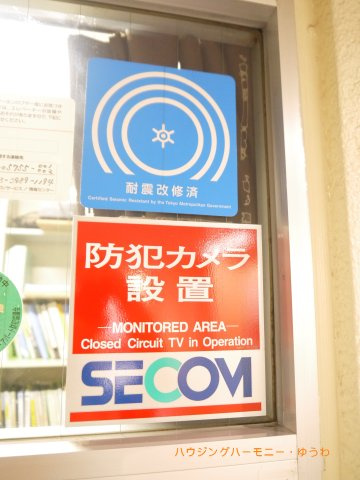 耐震改修済
Certified Seismic Resistant by the Tokyo Metropolitan Government
防犯カメラ
設置
MONITORED AREA
Closed Circuit TV in Operation
SECOM
ハウジングハーモニー・ゆうわ